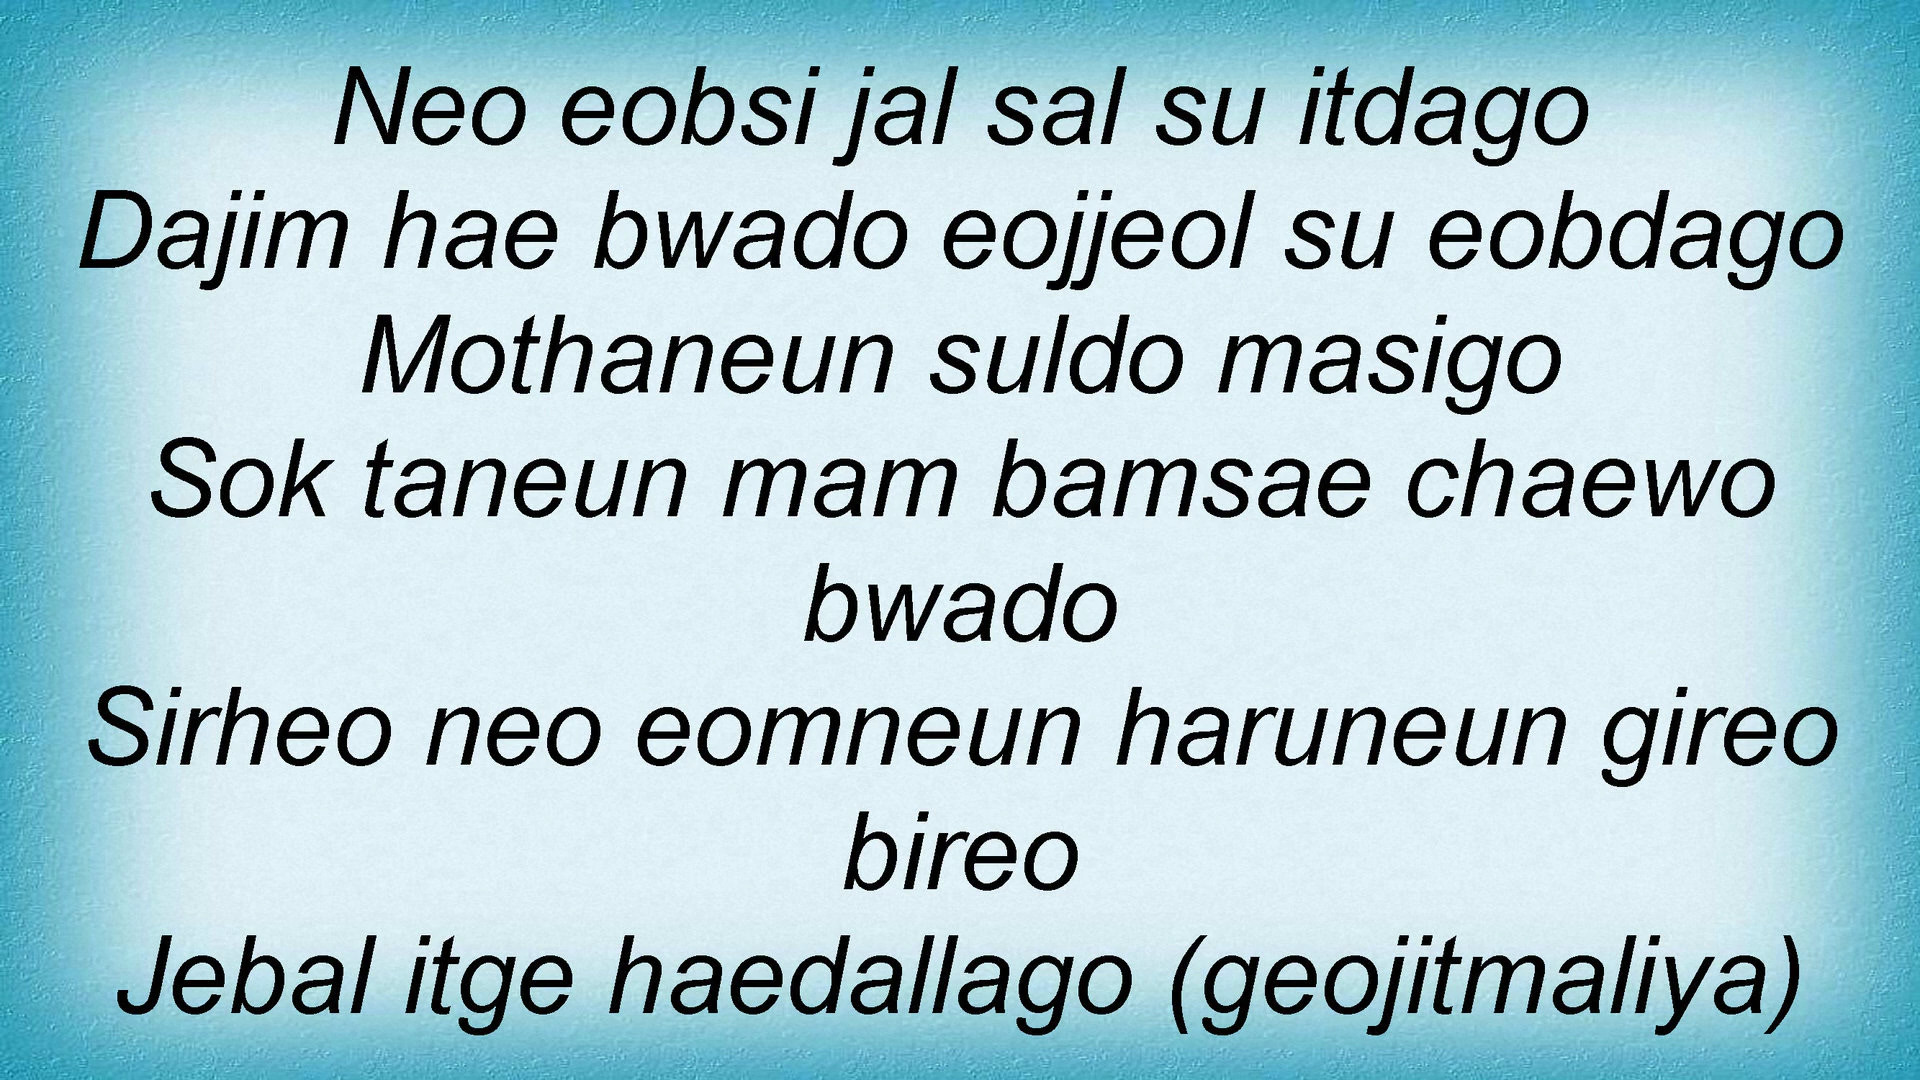 Neo eobsi jal sal su itdago
Dajim hae bwado eojjeol su eobdago
Mothaneun suldo masigo
Sok taneun mam bamsae chaewo
bwado
Sirheo neo eomneun haruneun gireo
bireo
Jebal itge haedallago (geojitmaliya)